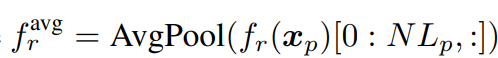 f_r^{avg} = AvgPool(f_r(x_p)[0 : NL_p, :])